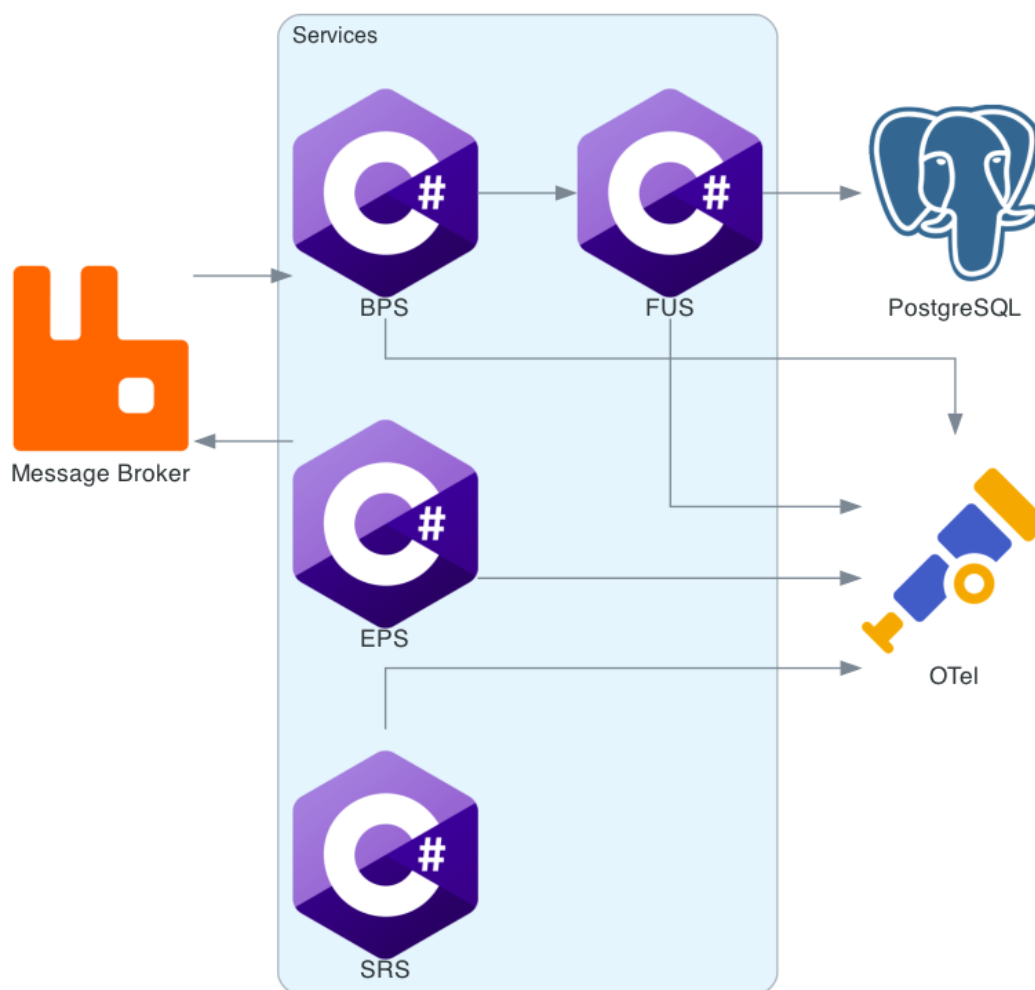 Services
BPS
FUS
PostgreSQL
Message Broker
EPS
OTel
SRS